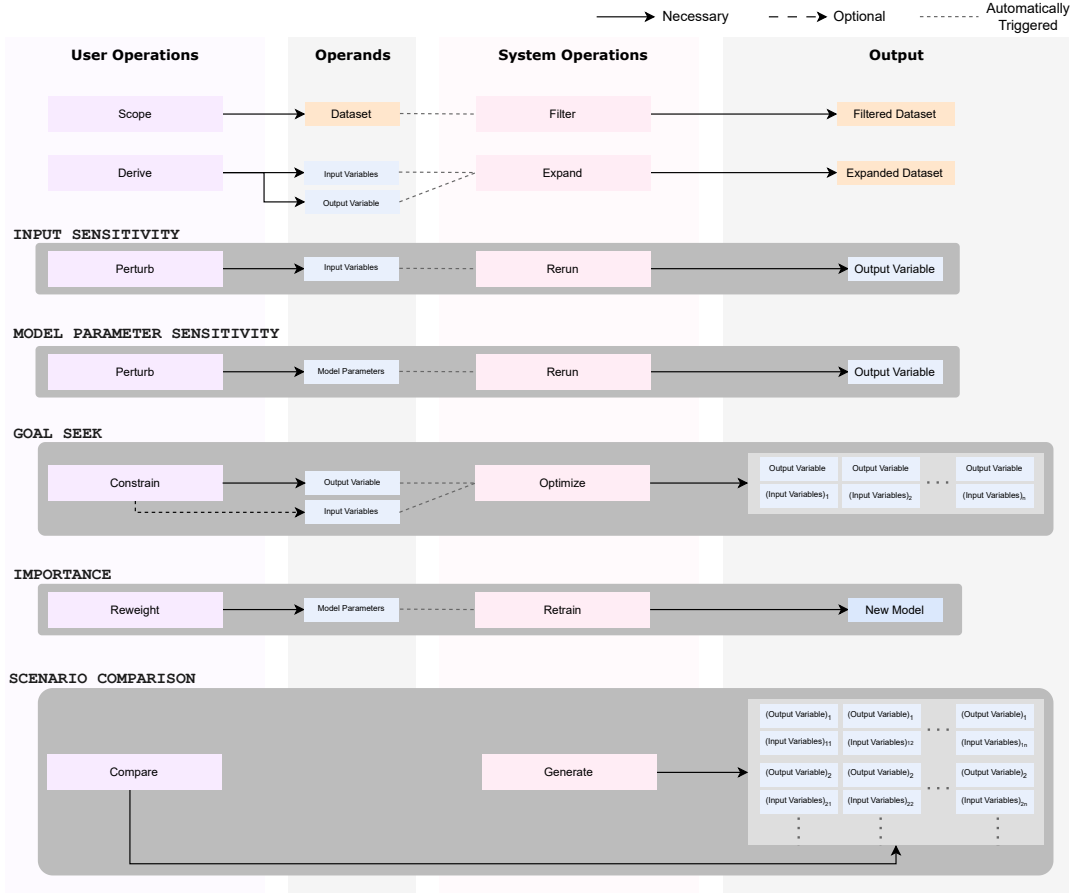 Necessary
Optional
Automatically
Triggered
User Operations
Operands
System Operations
Output
Scope
Dataset
Filter
Filtered Dataset
Derive
Input Variables
Output Variable
Expand
Expanded Dataset
INPUT SENSITIVITY
Perturb
Input Variables
Rerun
Output Variable
MODEL PARAMETER SENSITIVITY
Perturb
Model Parameters
Rerun
Output Variable
GOAL SEEK
Constrain
Output Variable
Input Variables
Optimize
Output Variable
Output Variable
. . .
Output Variable
(Input Variables)1
(Input Variables)2
(Input Variables)n
IMPORTANCE
Reweight
Model Parameters
Retrain
New Model
SCENARIO COMPARISON
Compare
Generate
(Output Variable)1
(Output Variable)1
. . .
(Output Variable)1
(Input Variables)11
(Input Variables)12
(Input Variables)1n
(Output Variable)2
(Output Variable)2
. . .
(Output Variable)2
(Input Variables)21
(Input Variables)22
(Input Variables)2n